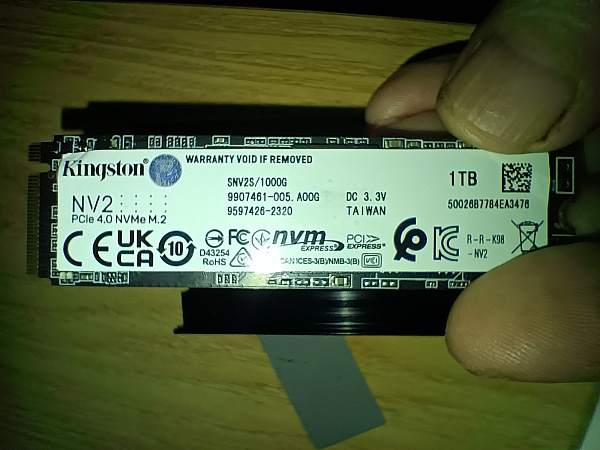 Kingston®
WARRANTY VOID IF REMOVED
SNV2S/1000G
9907461-005.A00G
9597426-2320
DC 3.3V
TAIWAN
1TB
50026B7784EA3476
NV2
PCIe 4.0 NVMe M.2
CE
UK
CA
10
D43254
RoHS
FC
nvm
EXPRESS
PCI
EXPRESS®
CAN ICES-3(B)/NMB-3(B)
VCI
R-R-K98
-NV2